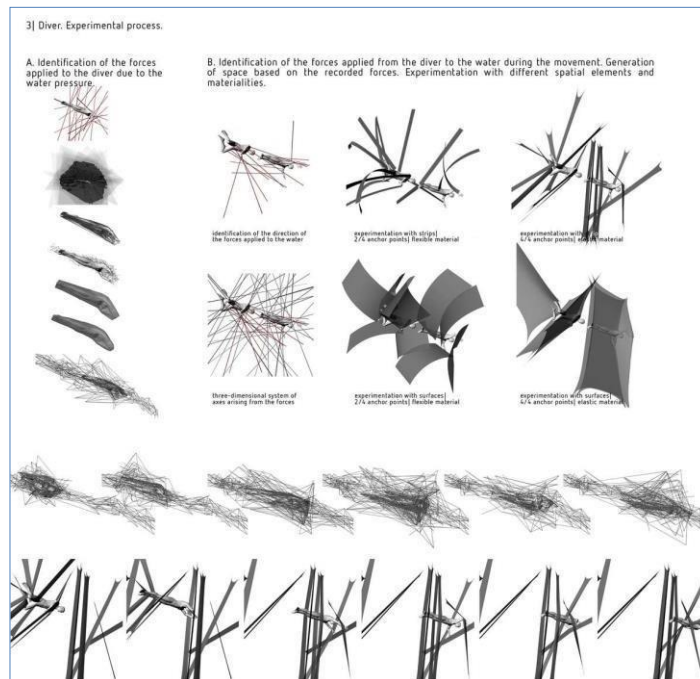 3| Diver. Experimental process.
A. Identification of the forces
applied to the diver due to the
water pressure.
B. Identification of the forces applied from the diver to the water during the movement. Generation
of space based on the recorded forces. Experimentation with different spatial elements and
materialities.
identification of the direction of
the forces applied to the water
experimentation with strips|
2/4 anchor points| flexible material
experimentation with
4/4 anchor points| elastic material
three-dimensional system of
axes arising from the forces
experimentation with surfaces|
2/4 anchor points| flexible material
experimentation with surfaces|
4/4 anchor points| elastic material